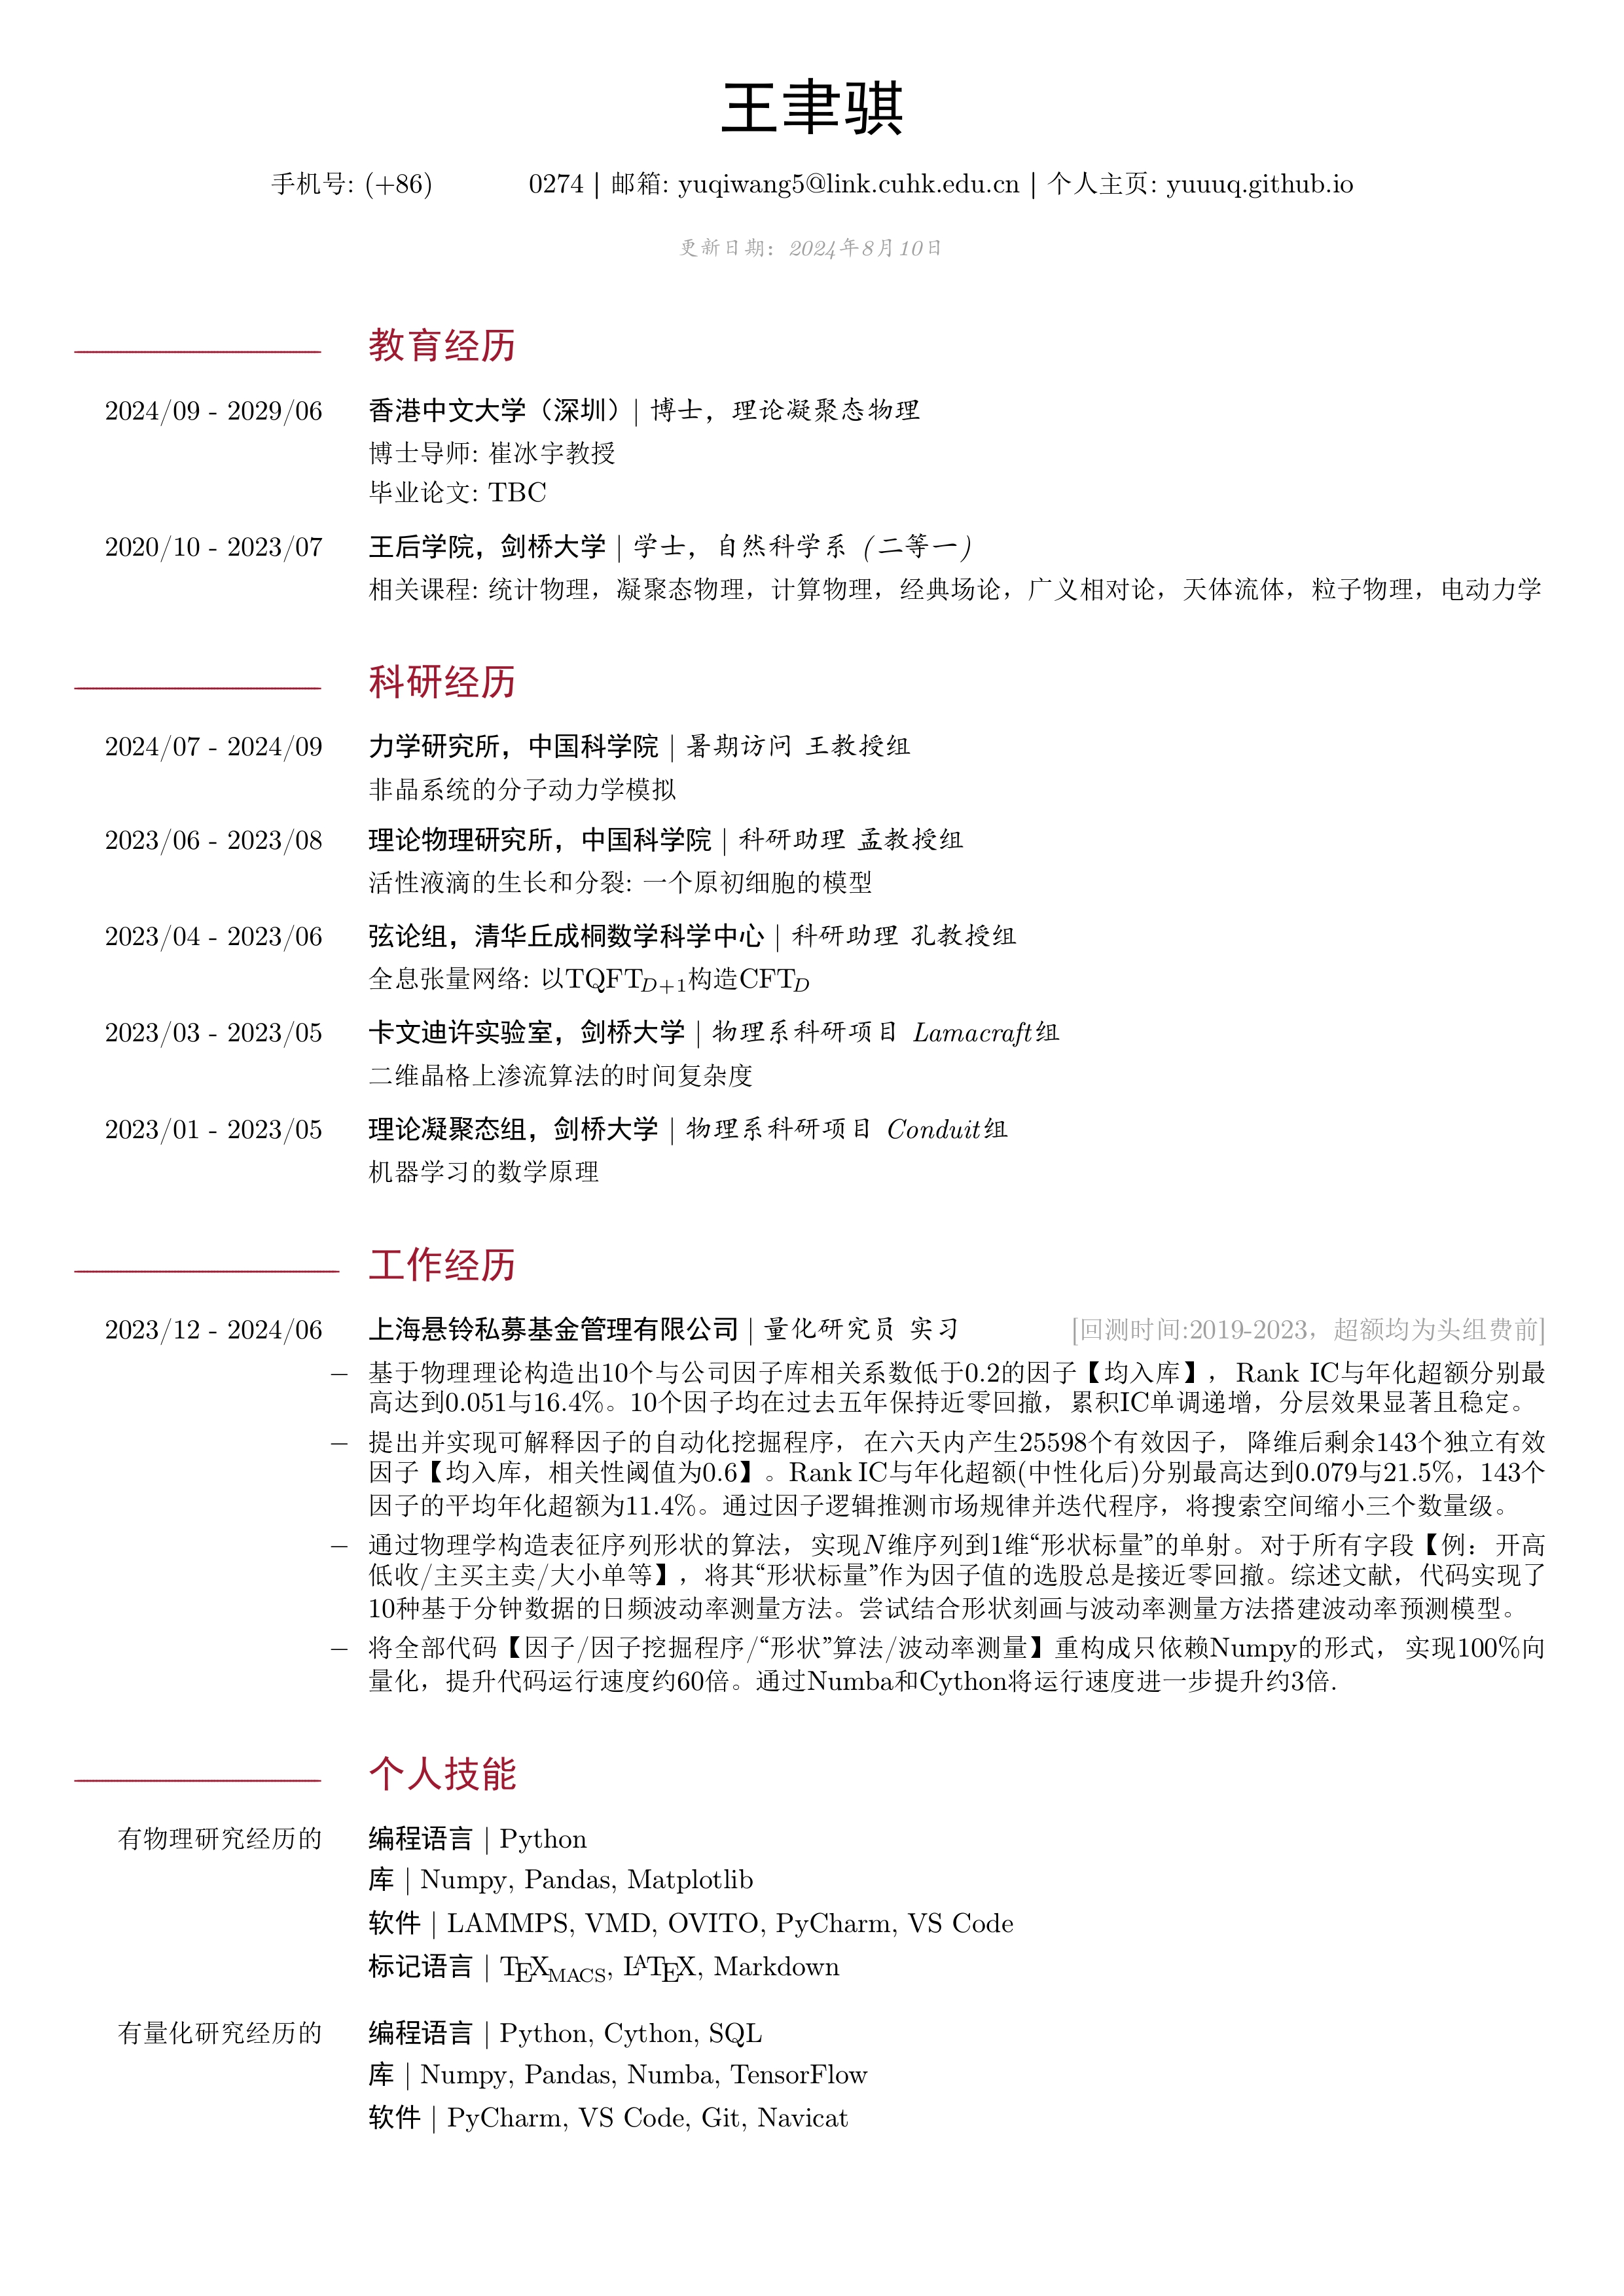 王聿骐
手机号: (+86) 0274 | 邮箱: yuqiwang5@link.cuhk.edu.cn | 个人主页: yuuuq.github.io
更新日期: 2024年8月10日
教育经历
2024/09 - 2029/06 香港中文大学（深圳）| 博士，理论凝聚态物理
博士导师: 崔冰宇教授
毕业论文: TBC
2020/10 - 2023/07 王后学院，剑桥大学 | 学士，自然科学系 (二等一)
相关课程: 统计物理，凝聚态物理，计算物理，经典场论，广义相对论，天体流体，粒子物理，电动力学
科研经历
2024/07 - 2024/09 力学研究所，中国科学院 | 暑期访问 王教授组
非晶系统的分子动力学模拟
2023/06 - 2023/08 理论物理研究所，中国科学院 | 科研助理 孟教授组
活性液滴的生长和分裂: 一个原初细胞的模型
2023/04 - 2023/06 弦论组，清华丘成桐数学科学中心 | 科研助理 孔教授组
全息张量网络: 以TQFT_{D+1}构造CFT_D
2023/03 - 2023/05 卡文迪许实验室，剑桥大学 | 物理系科研项目 Lamacraft组
二维晶格上渗流算法的时间复杂度
2023/01 - 2023/05 理论凝聚态组，剑桥大学 | 物理系科研项目 Conduit组
机器学习的数学原理
工作经历
2023/12 - 2024/06 上海悬铃私募基金管理有限公司 | 量化研究员 实习 [回测时间:2019-2023，超额均为头组费前]
– 基于物理理论构造出10个与公司因子库相关系数低于0.2的因子【均入库】，Rank IC与年化超额分别最
高达到0.051与16.4%。10个因子均在过去五年保持近零回撤，累积IC单调递增，分层效果显著且稳定。
– 提出并实现可解释因子的自动化挖掘程序，在六天内产生25598个有效因子，降维后剩余143个独立有效
因子【均入库，相关性阈值为0.6】。Rank IC与年化超额(中性化后)分别最高达到0.079与21.5%，143个
因子的平均年化超额为11.4%。通过因子逻辑推测市场规律并迭代程序，将搜索空间缩小三个数量级。
– 通过物理学构造表征序列形状的算法，实现N维序列到1维“形状标量”的单射。对于所有字段【例：开高
低收/主买主卖/大小单等】，将其“形状标量”作为因子值的选股总是接近零回撤。综述文献，代码实现了
10种基于分钟数据的日频波动率测量方法。尝试结合形状刻画与波动率测量方法搭建波动率预测模型。
– 将全部代码【因子/因子挖掘程序/“形状”算法/波动率测量】重构成只依赖Numpy的形式，实现100%向
量化，提升代码运行速度约60倍。通过Numba和Cython将运行速度进一步提升约3倍.
个人技能
有物理研究经历的 编程语言 | Python
库 | Numpy, Pandas, Matplotlib
软件 | LAMMPS, VMD, OVITO, PyCharm, VS Code
标记语言 | TEXMACS, LATEX, Markdown
有量化研究经历的 编程语言 | Python, Cython, SQL
库 | Numpy, Pandas, Numba, TensorFlow
软件 | PyCharm, VS Code, Git, Navicat